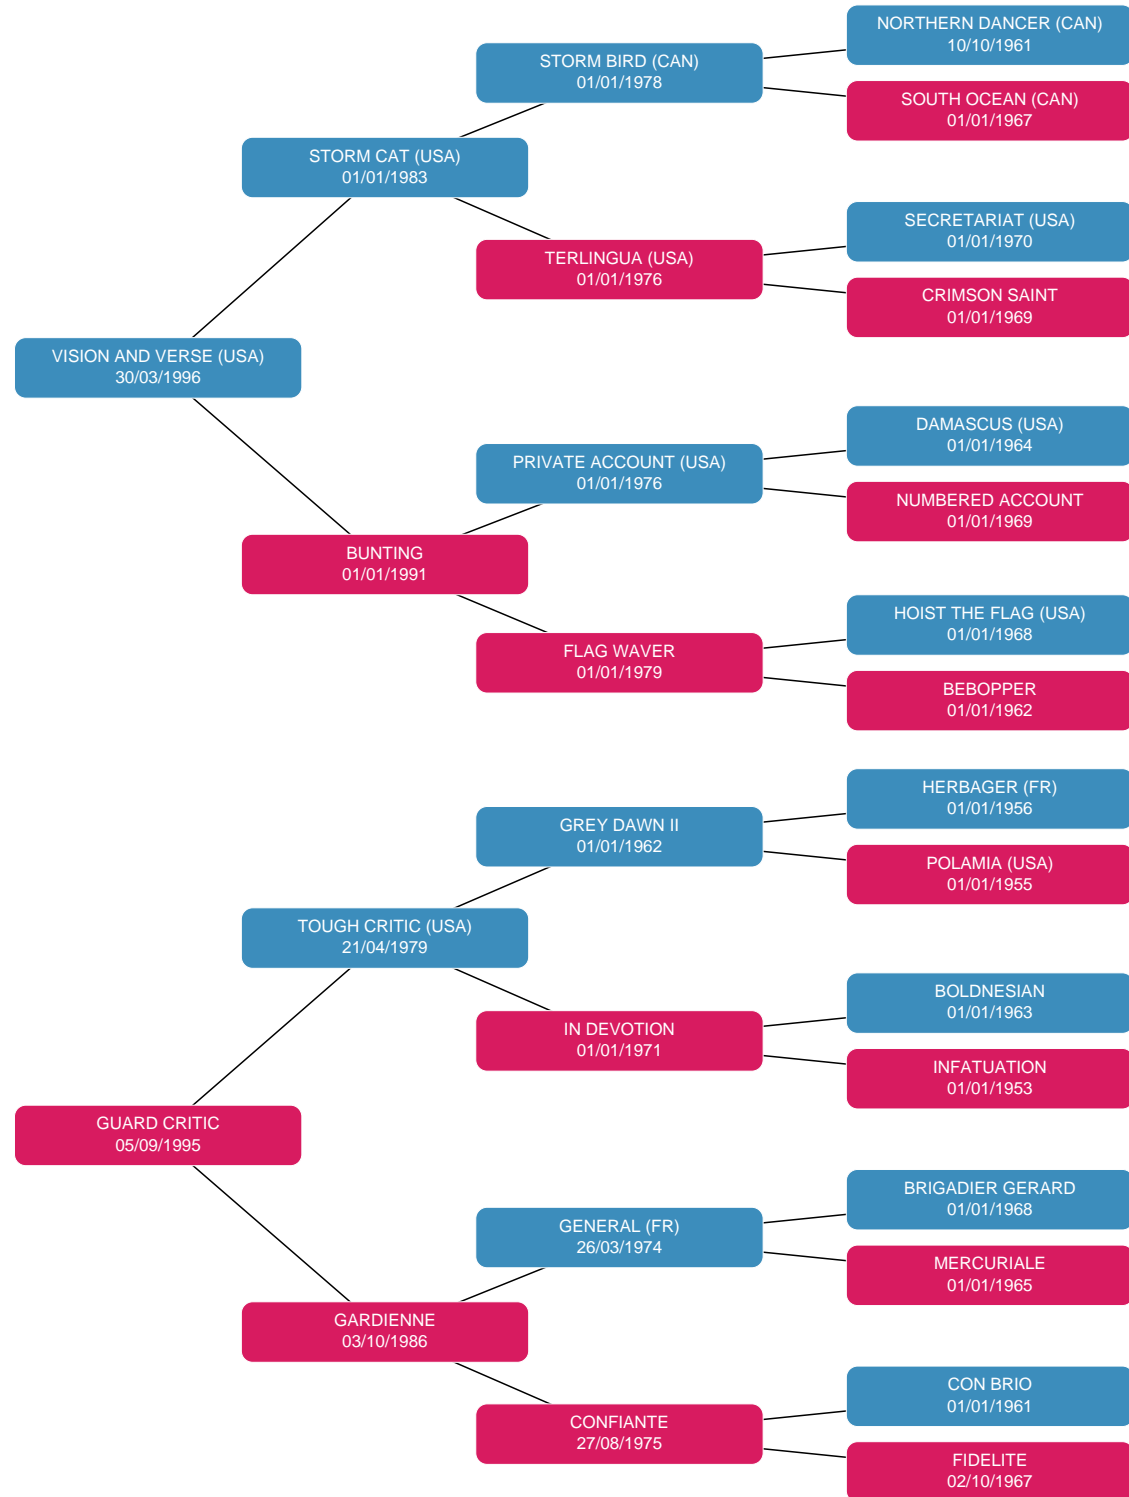 NORTHERN DANCER (CAN)
10/10/1961
STORM BIRD (CAN)
01/01/1978
SOUTH OCEAN (CAN)
01/01/1967
STORM CAT (USA)
01/01/1983
SECRETARIAT (USA)
01/01/1970
TERLINGUA (USA)
01/01/1976
CRIMSON SAINT
01/01/1969
VISION AND VERSE (USA)
30/03/1996
DAMASCUS (USA)
01/01/1964
PRIVATE ACCOUNT (USA)
01/01/1976
NUMBERED ACCOUNT
01/01/1969
BUNTING
01/01/1991
HOIST THE FLAG (USA)
01/01/1968
FLAG WAVER
01/01/1979
BEBOPPER
01/01/1962
HERBAGER (FR)
01/01/1956
GREY DAWN II
01/01/1962
POLAMIA (USA)
01/01/1955
TOUGH CRITIC (USA)
21/04/1979
BOLDNESIAN
01/01/1963
IN DEVOTION
01/01/1971
INFATUATION
01/01/1953
GUARD CRITIC
05/09/1995
BRIGADIER GERARD
01/01/1968
GENERAL (FR)
26/03/1974
MERCURIALE
01/01/1965
GARDIENNE
03/10/1986
CON BRIO
01/01/1961
CONFIANTE
27/08/1975
FIDELITE
02/10/1967